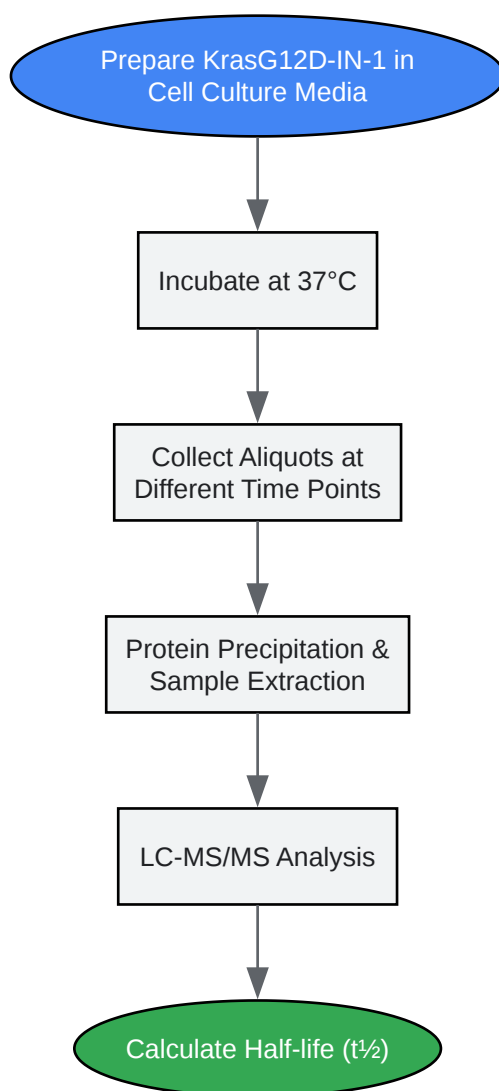 Prepare KrasG12D-IN-1 in
Cell Culture Media
Incubate at 37°C
Collect Aliquots at
Different Time Points
Protein Precipitation &
Sample Extraction
LC-MS/MS Analysis
Calculate Half-life (t½)